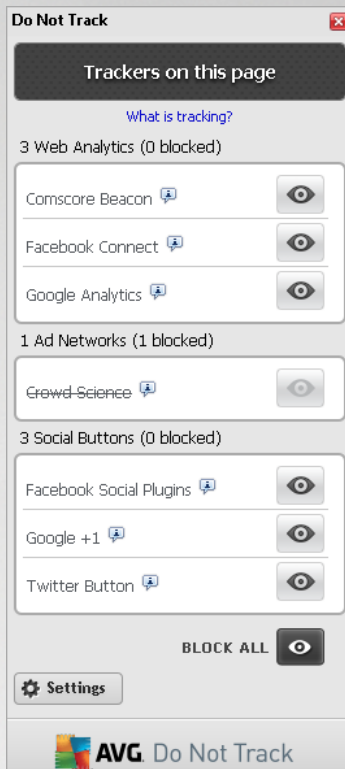 Do Not Track
Trackers on this page
What is tracking?
3 Web Analytics (0 blocked)
Comscore Beacon
Facebook Connect
Google Analytics
1 Ad Networks (1 blocked)
Crowd Science
3 Social Buttons (0 blocked)
Facebook Social Plugins
Google +1
Twitter Button
BLOCK ALL
Settings
AVG. Do Not Track